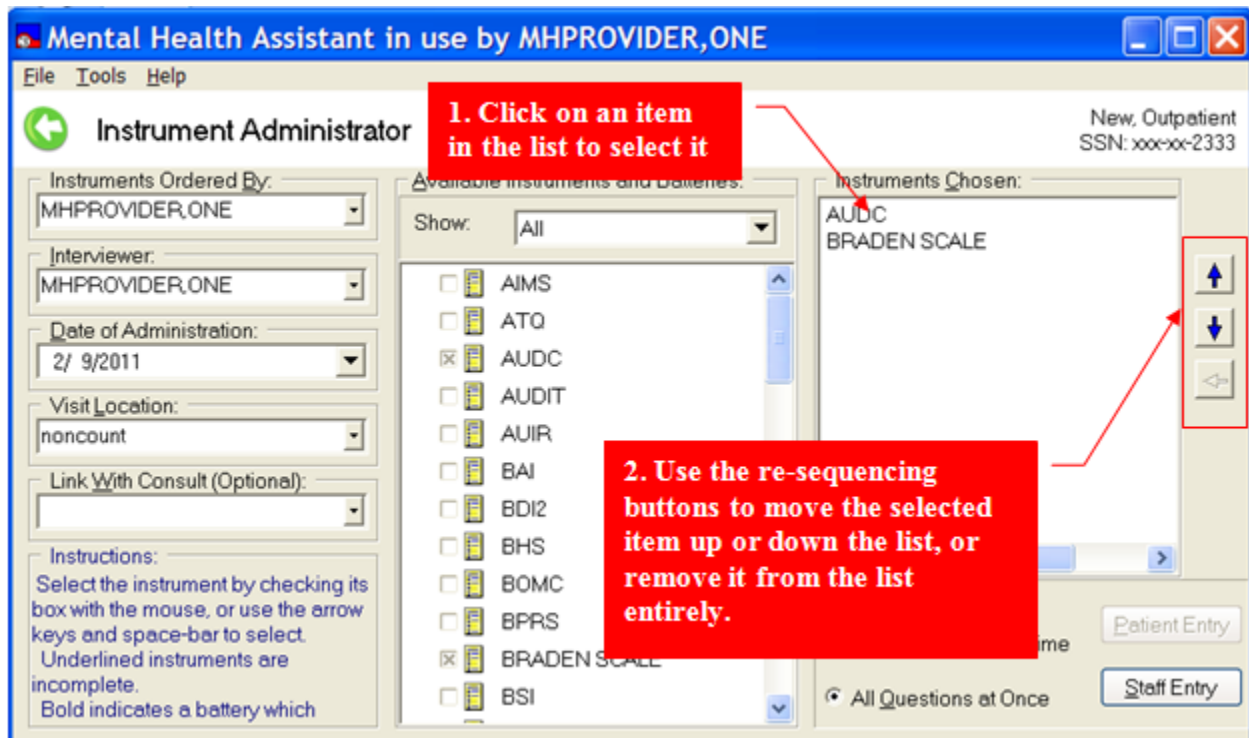 Mental Health Assistant in use by MHPROVIDER,ONE
File Tools Help
Instrument Administrator
1. Click on an item
in the list to select it
New, Outpatient
SSN: xxx-xx-2333
Instruments Ordered By:
MHPROVIDER,ONE
Interviewer:
MHPROVIDER,ONE
Date of Administration:
2/ 9/2011
Visit Location:
noncount
Link With Consult (Optional):
Instructions:
Select the instrument by checking its
box with the mouse, or use the arrow
keys and space-bar to select.
Underlined instruments are
incomplete.
Bold indicates a battery which
Available Instruments and Batteries:
Show: All
AIMS
ATQ
AUDC
AUDIT
AUIR
BAI
BDI2
BHS
BOMC
BPRS
BRADEN SCALE
BSI
Instruments Chosen:
AUDC
BRADEN SCALE
2. Use the re-sequencing
buttons to move the selected
item up or down the list, or
remove it from the list
entirely.
All Questions at Once
Patient Entry
Staff Entry